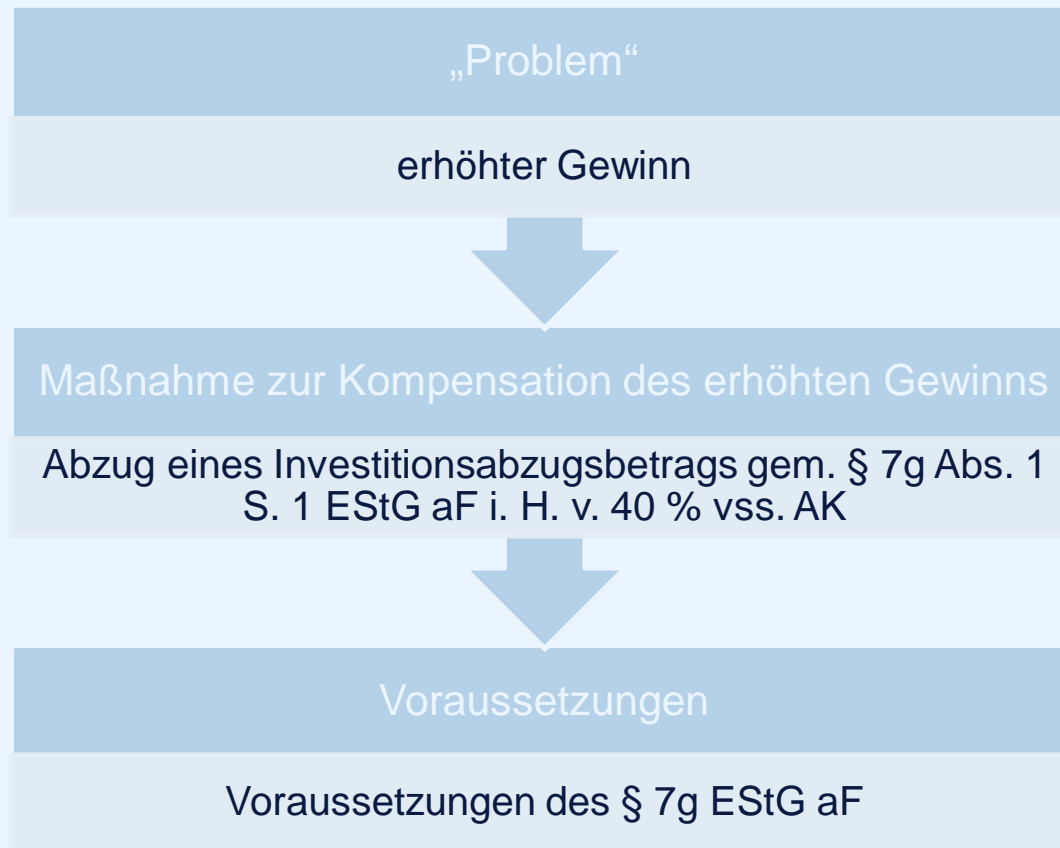 „Problem“
erhöhter Gewinn
Maßnahme zur Kompensation des erhöhten Gewinns
Abzug eines Investitionsabzugsbetrags gem. § 7g Abs. 1
S. 1 EStG aF i. H. v. 40 % vss. AK
Voraussetzungen
Voraussetzungen des § 7g EStG aF